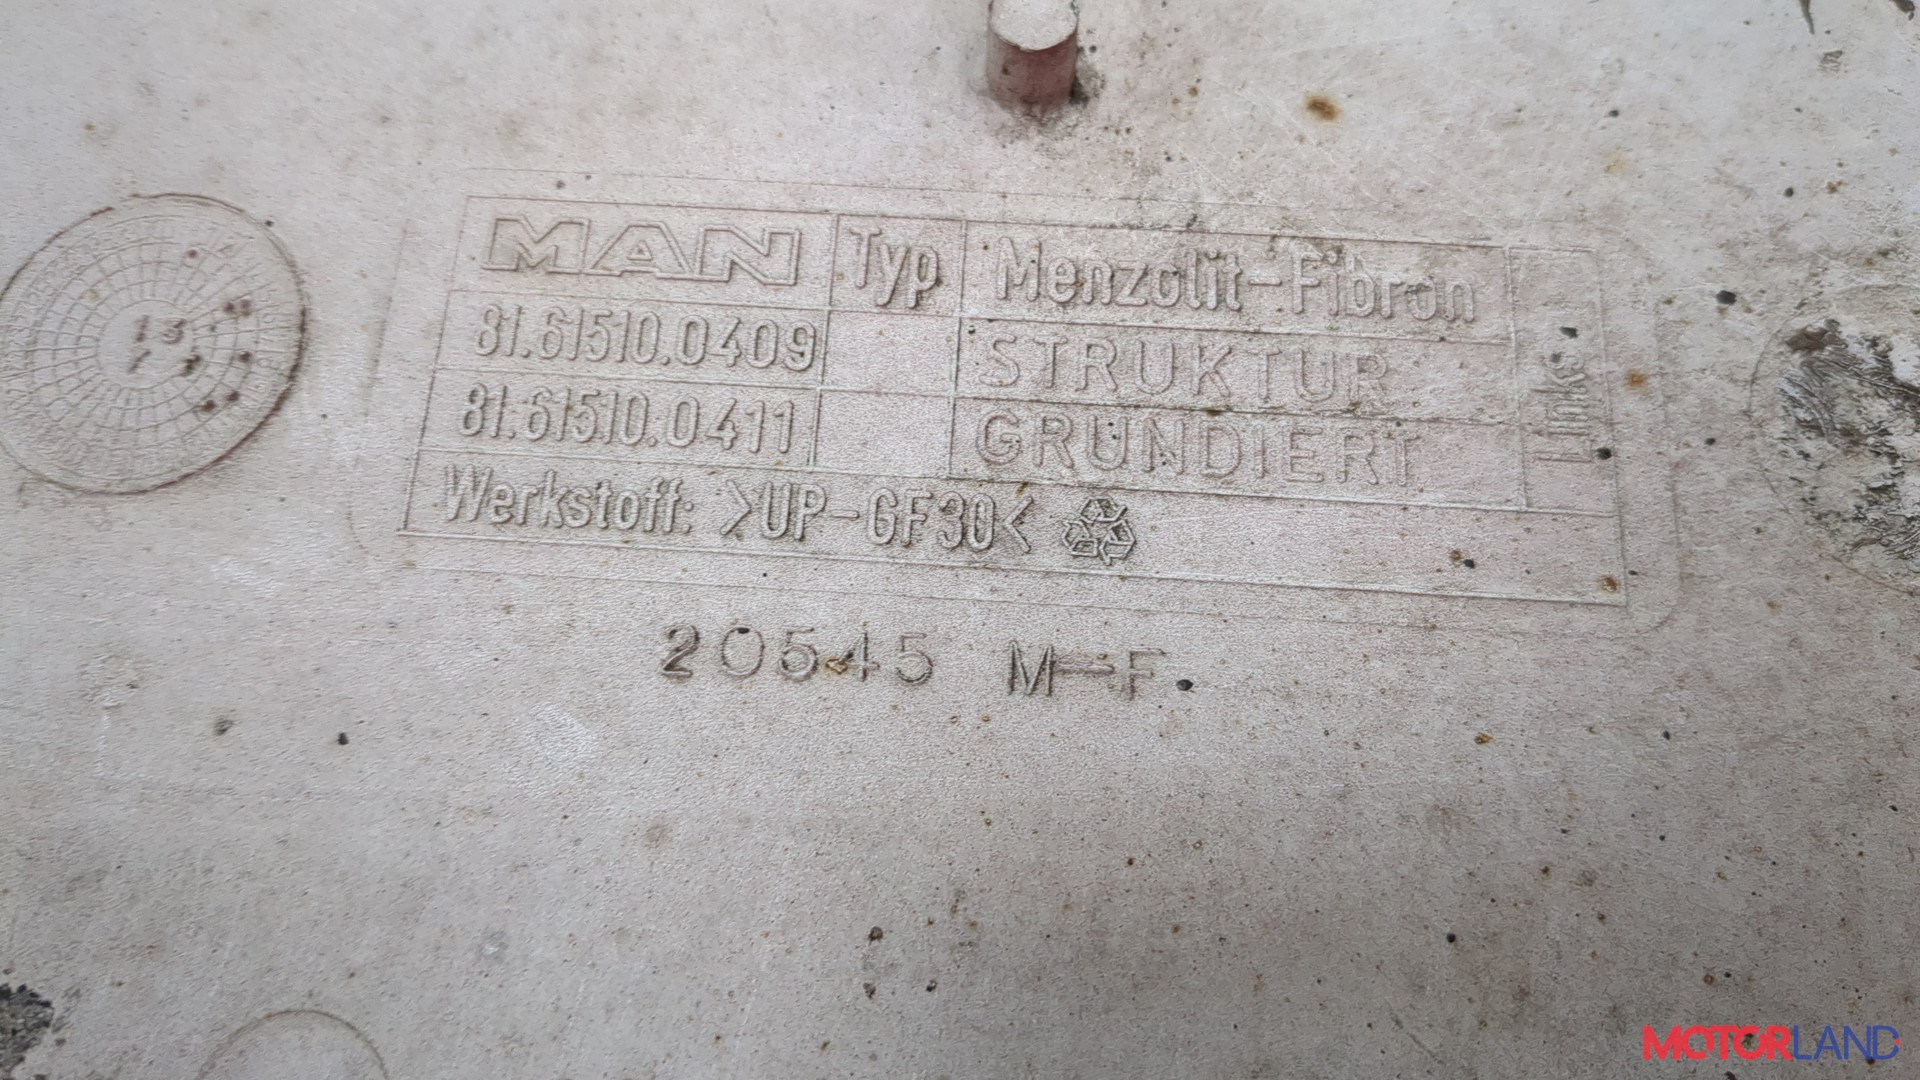 MAN Typ Menzolit-Fibron
81.61510.0409 STRUKTUR
81.61510.0411 GRUNDIERT
Links
Werkstoff: >UP-GF30<
20545 M-F
MOTORLAND